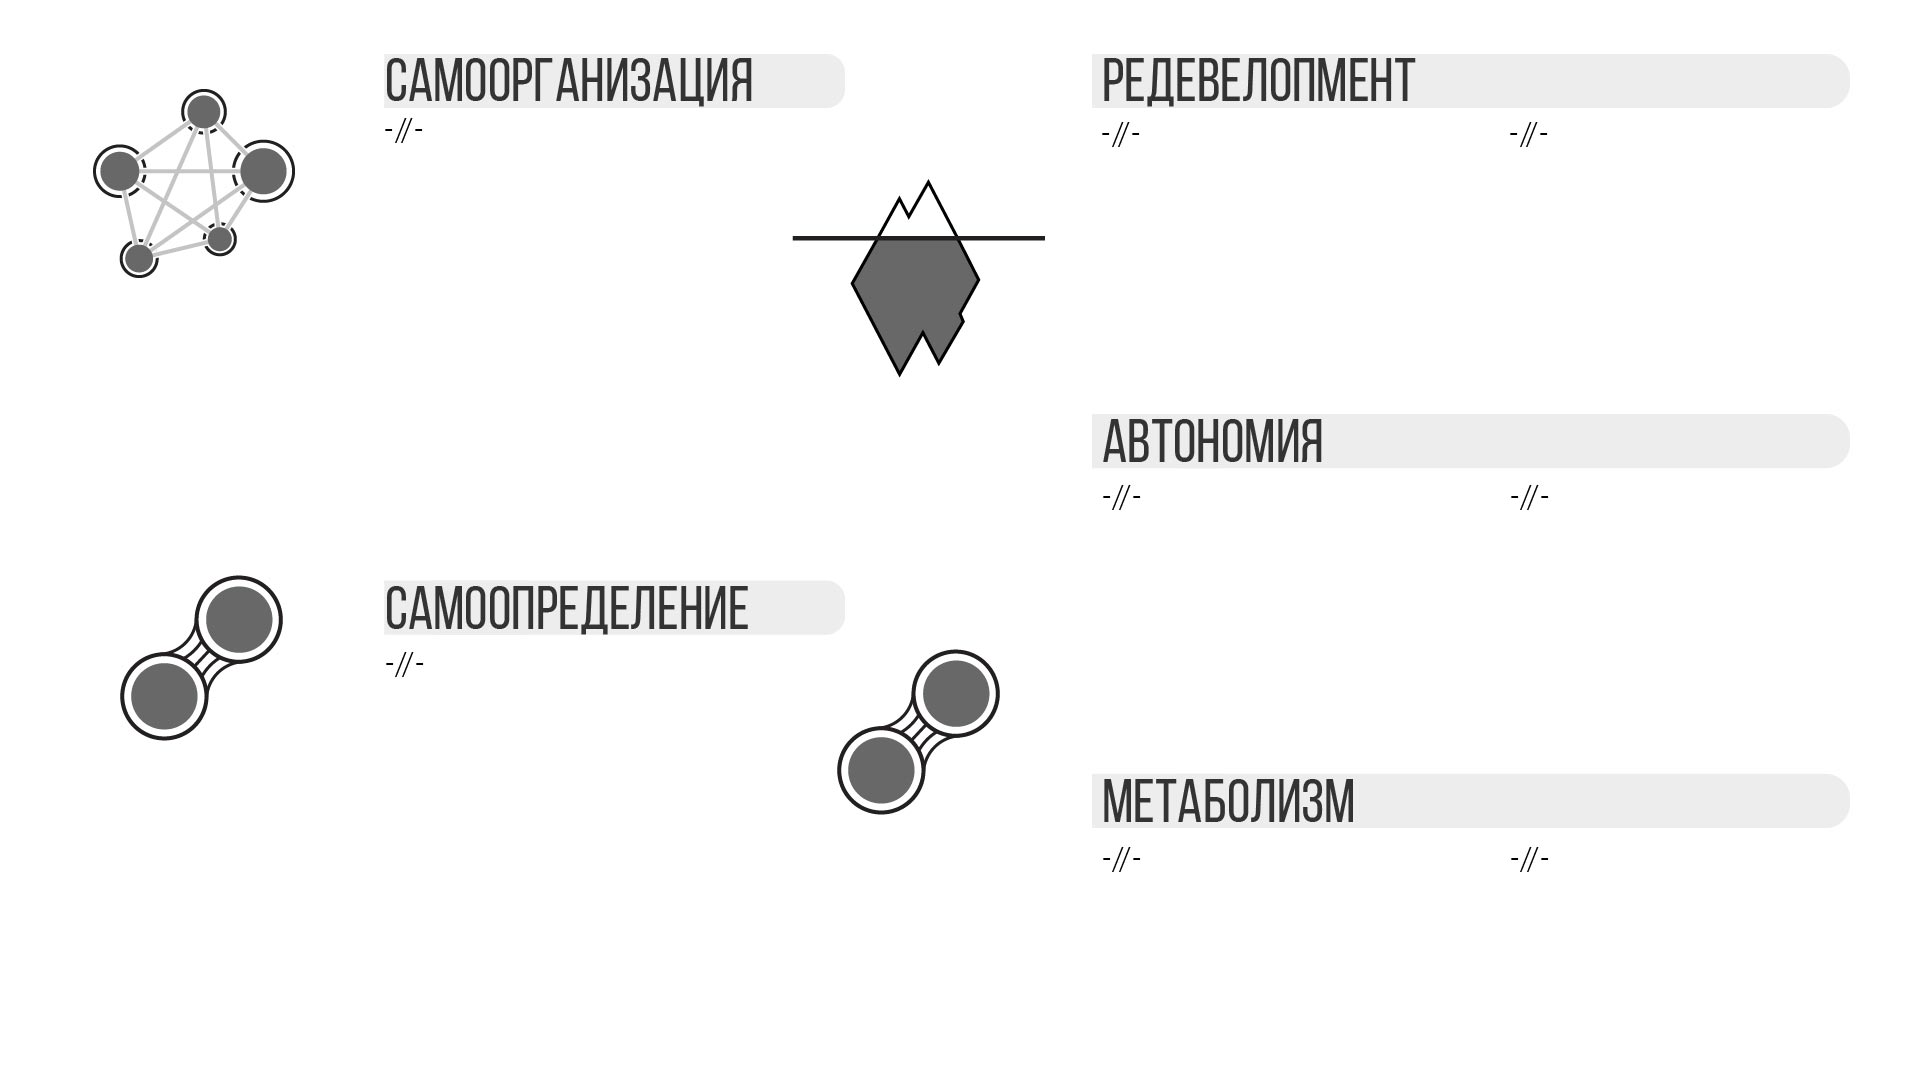 САМООРГАНИЗАЦИЯ
-//-
САМООПРЕДЕЛЕНИЕ
-//-
РЕДЕВЕЛОПМЕНТ
-//- -//-
АВТОНОМИЯ
-//- -//-
МЕТАБОЛИЗМ
-//- -//-